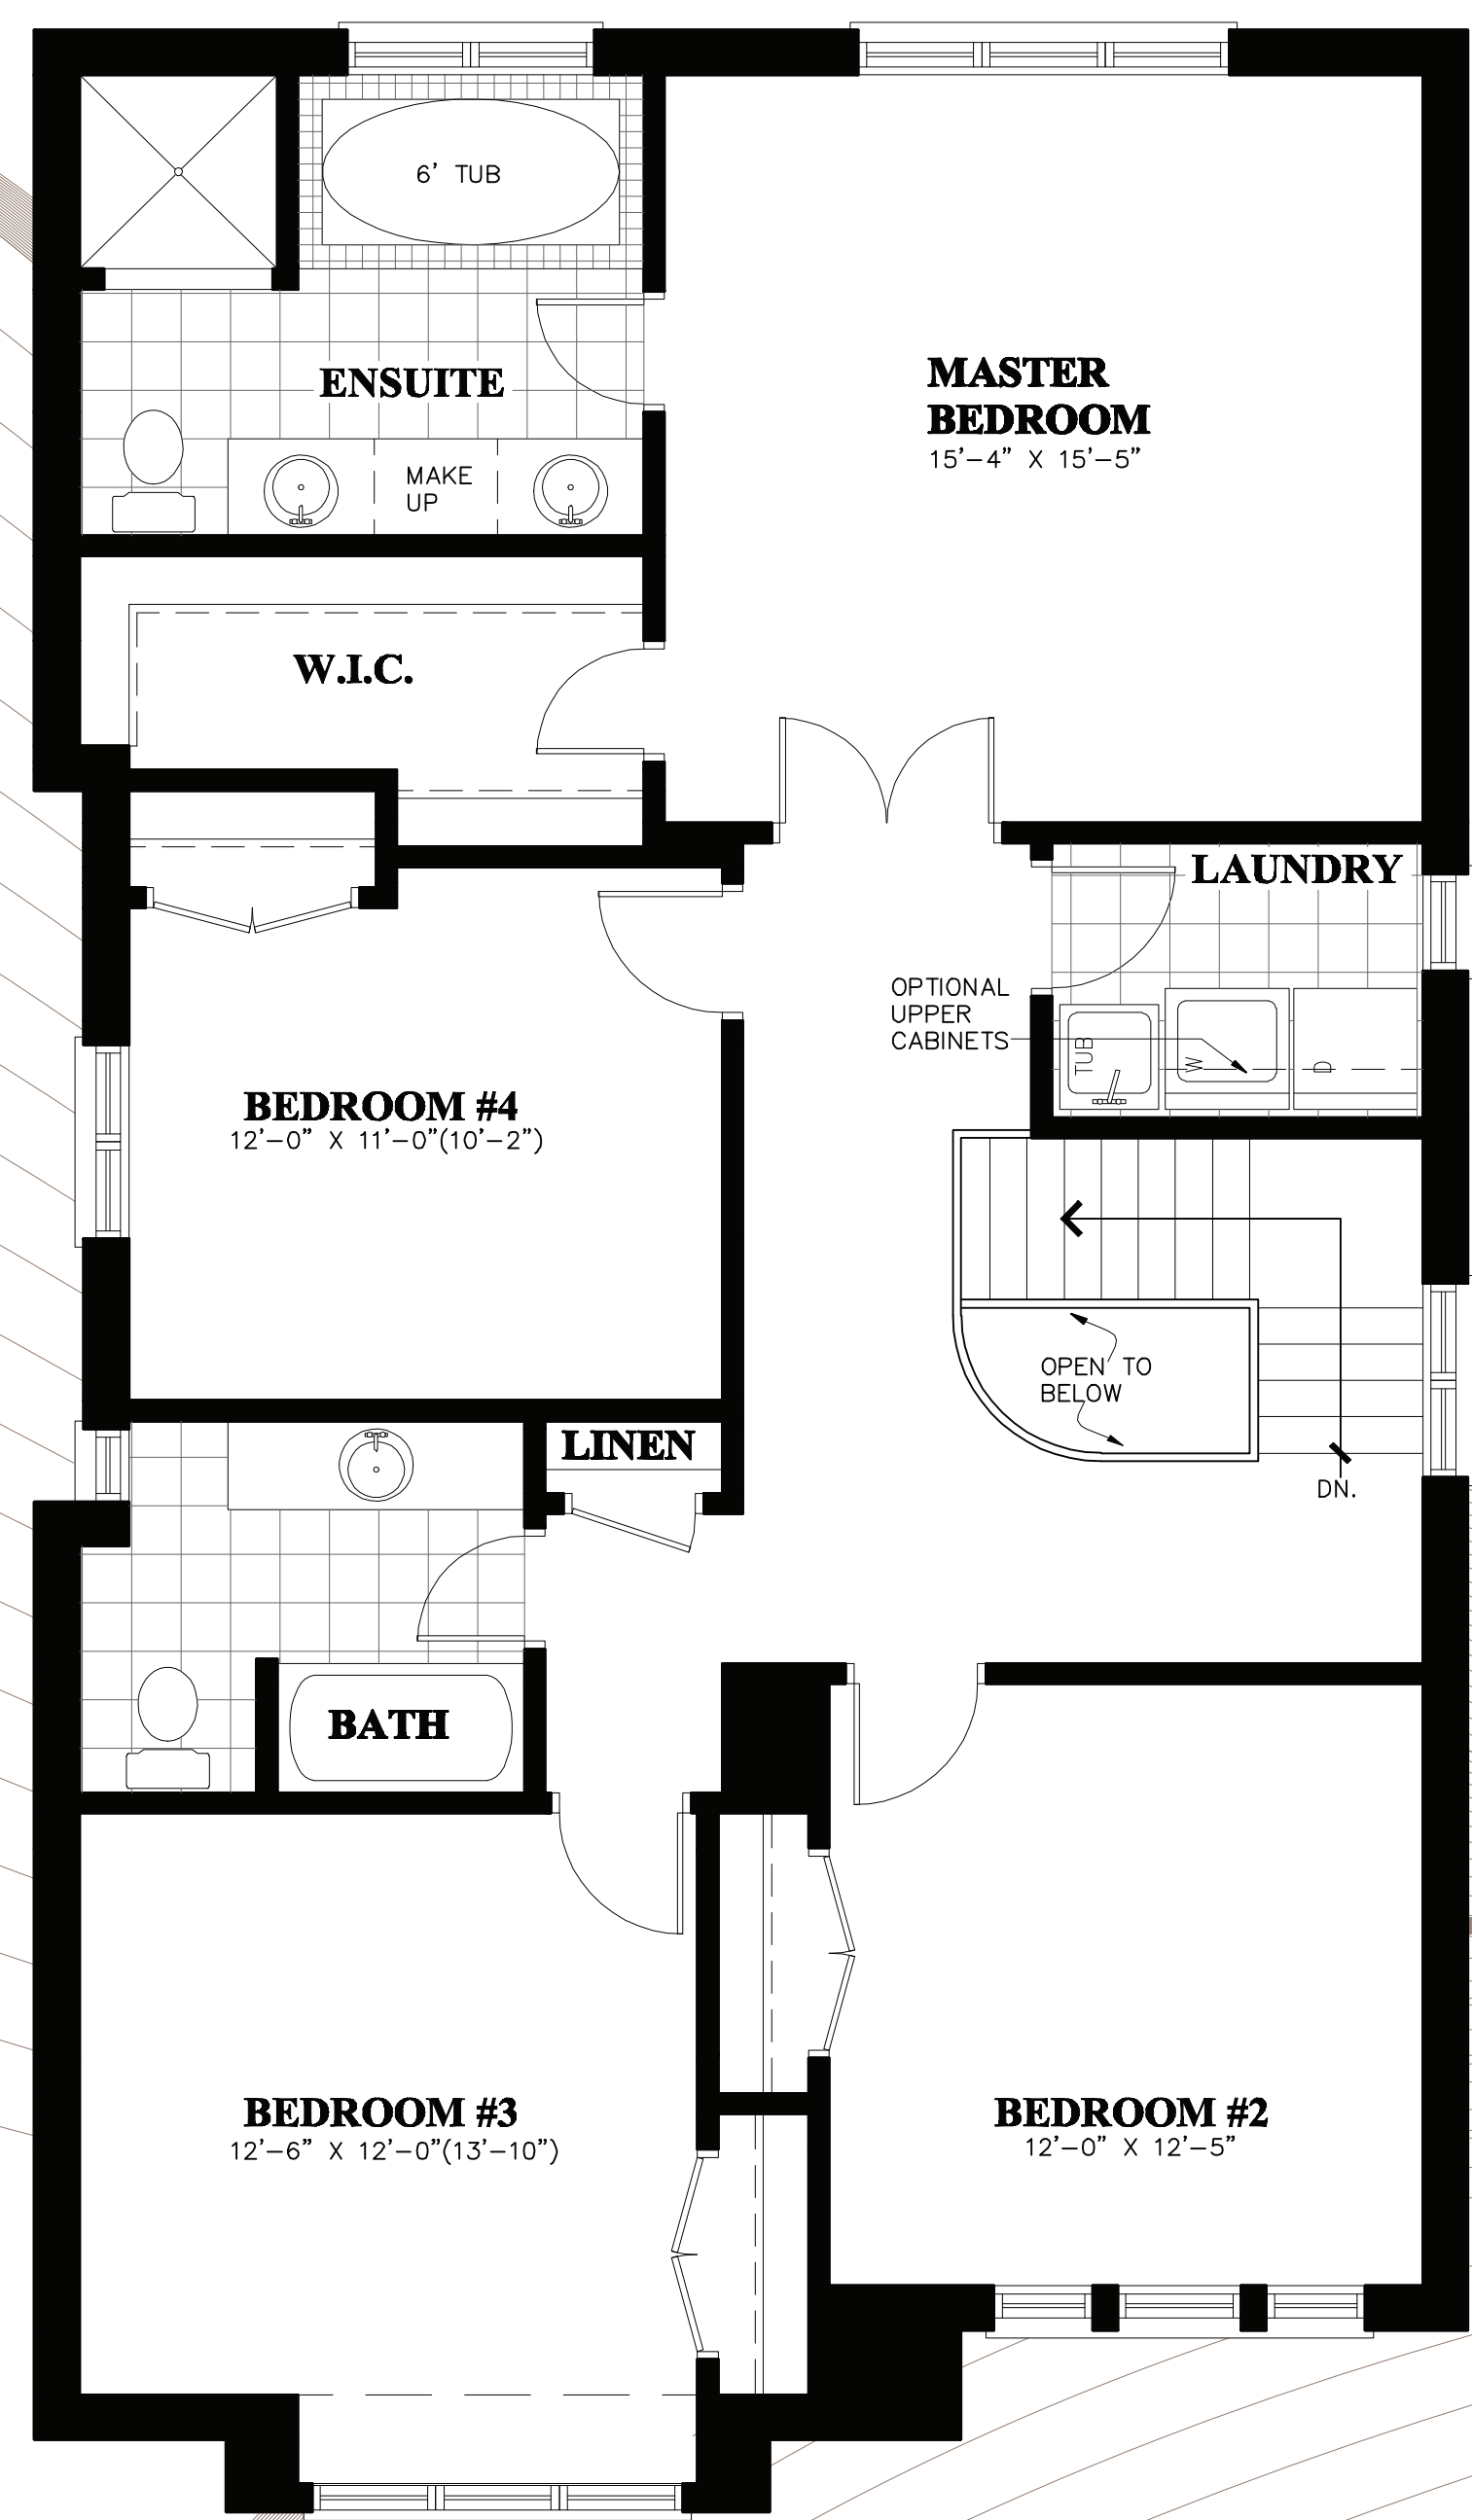 6' TUB
ENSUITE
MASTER
BEDROOM
15'-4" X 15'-5"
MAKE
UP
W.I.C.
LAUNDRY
OPTIONAL
UPPER
CABINETS
TUB
W
D
BEDROOM #4
12'-0" X 11'-0"(10'-2")
OPEN TO
BELOW
LINEN
DN.
BATH
BEDROOM #3
12'-6" X 12'-0"(13'-10")
BEDROOM #2
12'-0" X 12'-5"